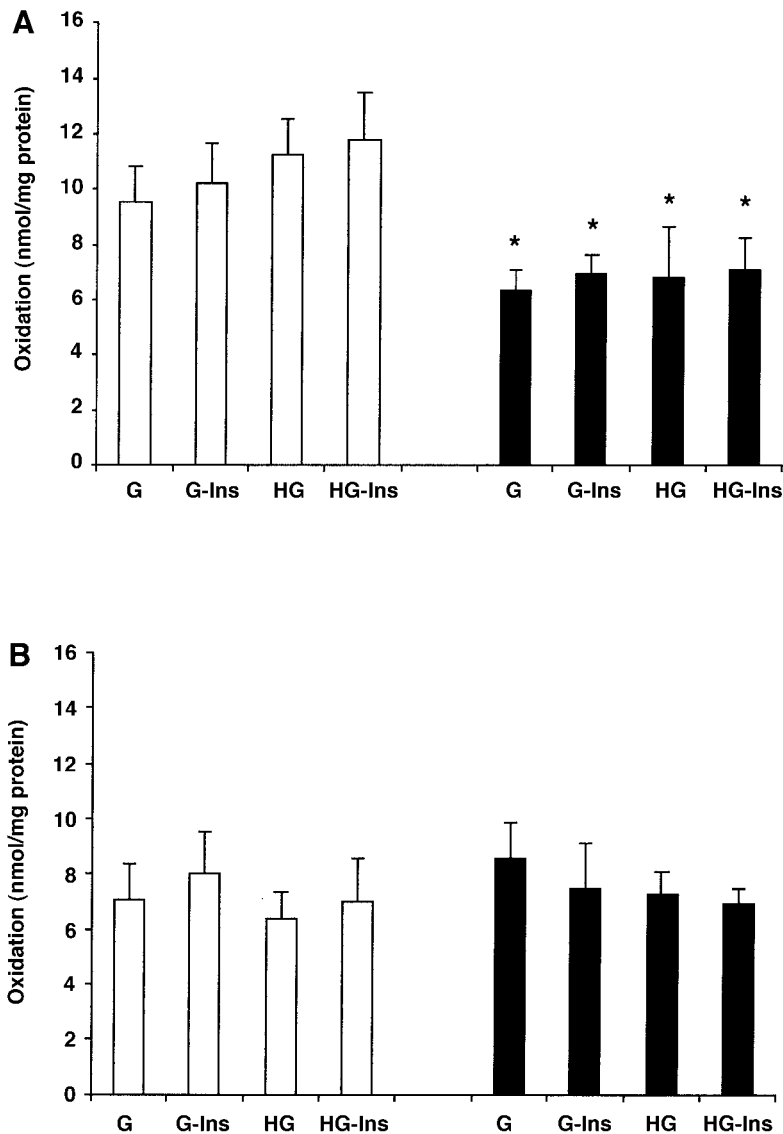 A
Oxidation (nmol/mg protein)
16
14
12
10
8
6
4
2
0
* * * *
G G-Ins HG HG-Ins G G-Ins HG HG-Ins
B
Oxidation (nmol/mg protein)
16
14
12
10
8
6
4
2
0
G G-Ins HG HG-Ins G G-Ins HG HG-Ins